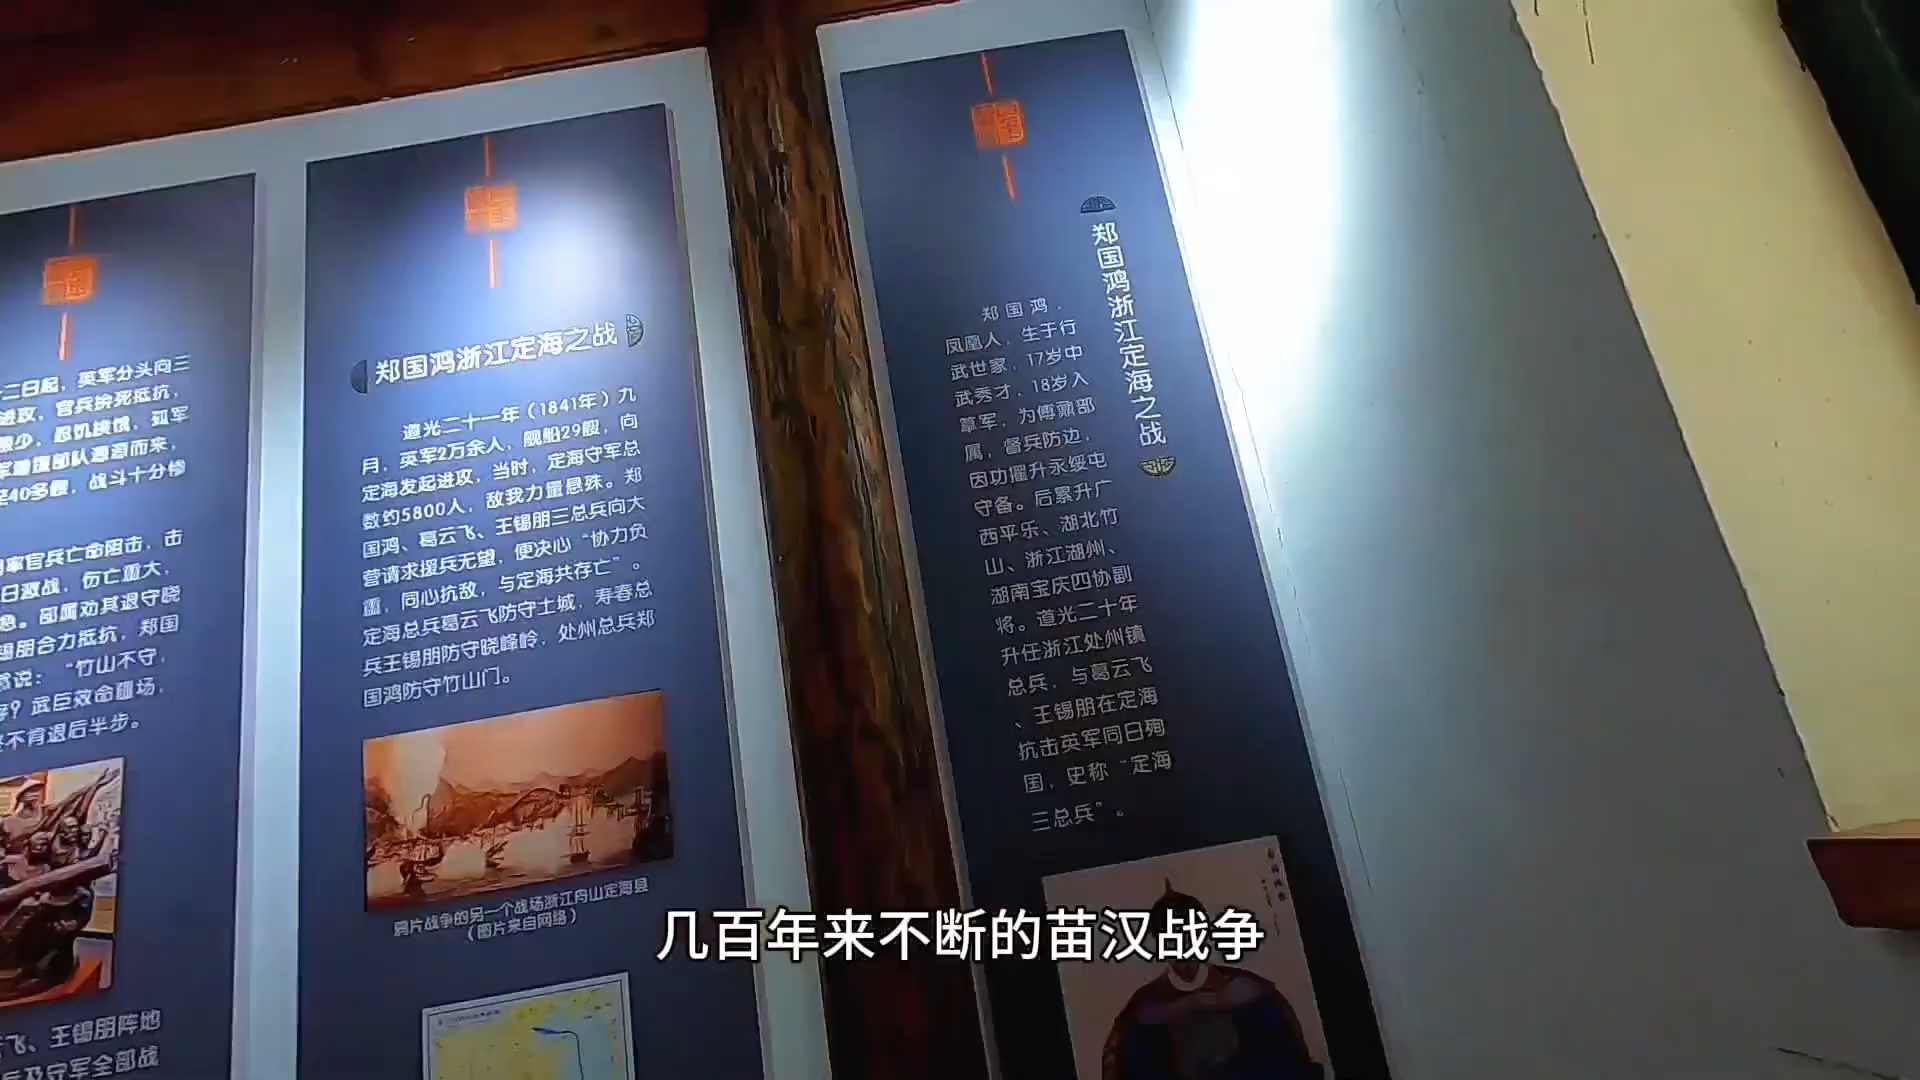 二日起，英军分头向三
进攻，官兵拚死抵抗，
粮少，忍饥挨饿，孤军
军增援部队源源而来，
至40多艘，战斗十分惨
官兵亡命阻击，击
日激战，伤亡重大，
急。部属劝其退守晓
锡朋合力抵抗，郑国
然说：“竹山不守，
存？武臣效命疆场，
终不肯退后半步。
飞、王锡朋阵地
兵及守军全部战
郑国鸿浙江定海之战
道光二十一年（1841年）九
月，英军2万余人，舰船29艘，向
定海发起进攻，当时，定海守军总
数约5800人，敌我力量悬殊。郑
国鸿、葛云飞、王锡朋三总兵向大
营请求援兵无望，便决心“协力负
，同心抗敌，与定海共存亡”。
定海总兵葛云飞防守土城，寿春总
兵王锡朋防守晓峰岭，处州总兵郑
国鸿防守竹山门。
鸦片战争的另一个战场浙江舟山定海县
（图片来自网络）
郑国鸿浙江定海之战
郑国鸿，
凤凰人，生于行
武世家，17岁中
武秀才，18岁入
筸军，为傅鼐部
属，督兵防边，
因功擢升永绥屯
守备。后累升广
西平乐、湖北竹
山、浙江湖州、
湖南宝庆四协副
将。道光二十年
升任浙江处州镇
总兵，与葛云飞
、王锡朋在定海
抗击英军同日殉
国，史称“定海
三总兵”。
几百年来不断的苗汉战争